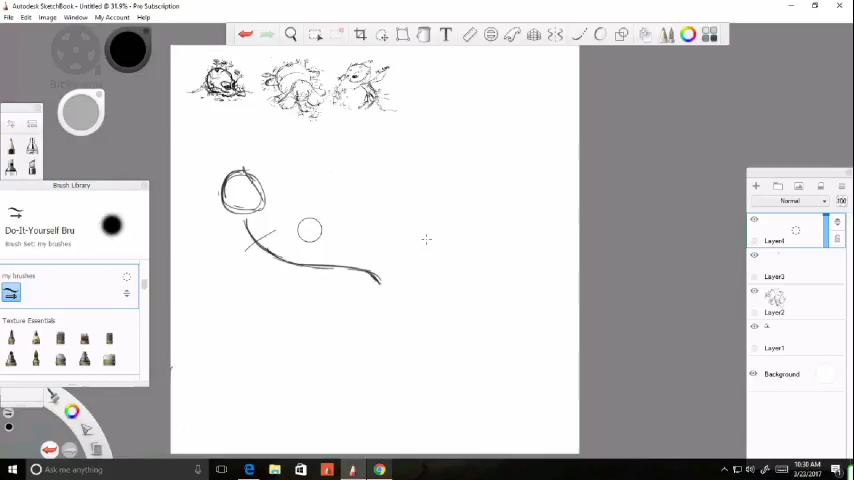 Autodesk SketchBook - Untitled @ 31.9% - Pre Subscription
File Edit Image Window My Account Help
T
Brush Library
Do-It-Yourself Bru
Brush Set: my brushes
my brushes
Texture Essentials
Normal 100
Layer4
Layer3
Layer2
Layer1
Background
Ask me anything
10:30 AM
3/23/2017